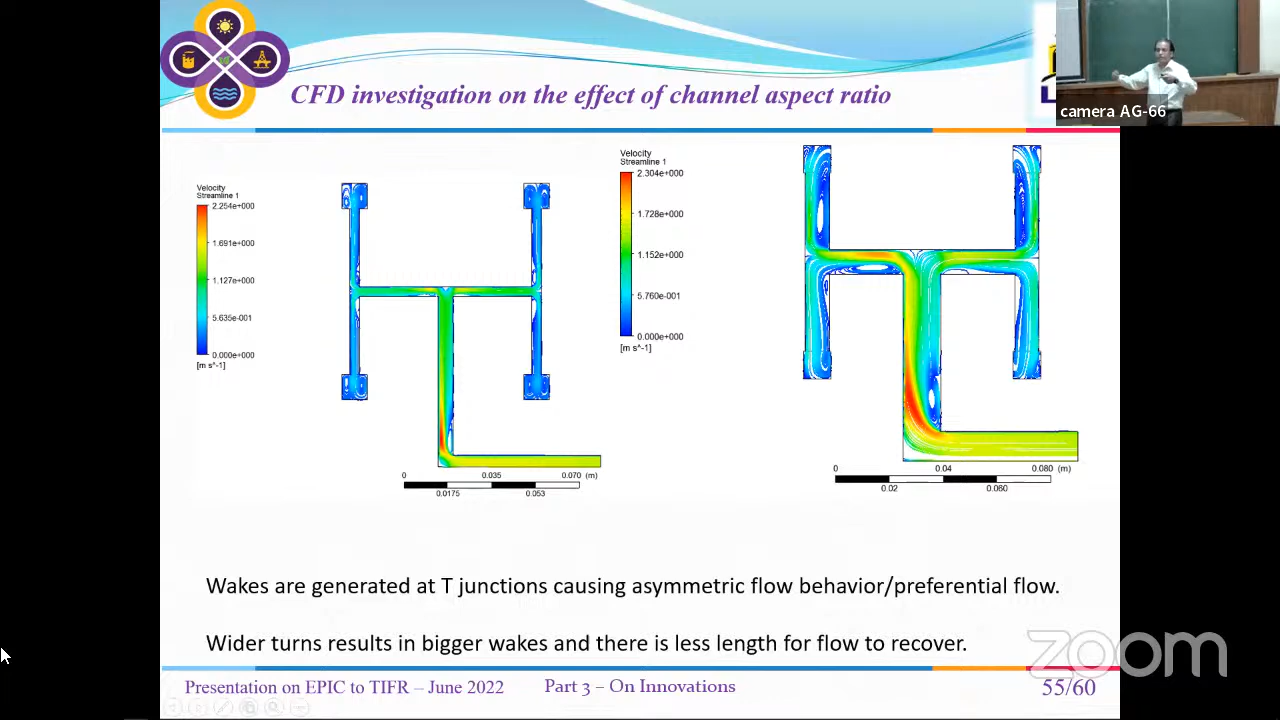 CFD investigation on the effect of channel aspect ratio
camera AG-66
Velocity
Streamline 1
2.254e+000
1.691e+000
1.127e+000
5.635e-001
0.000e+000
[m s^-1]
0 0.035 0.070 (m)
0.0175 0.053
Velocity
Streamline 1
2.304e+000
1.728e+000
1.152e+000
5.760e-001
0.000e+000
[m s^-1]
0 0.04 0.080 (m)
0.02 0.060
Wakes are generated at T junctions causing asymmetric flow behavior/preferential flow.
Wider turns results in bigger wakes and there is less length for flow to recover.
zoom
Presentation on EPIC to TIFR – June 2022 Part 3 – On Innovations 55/60